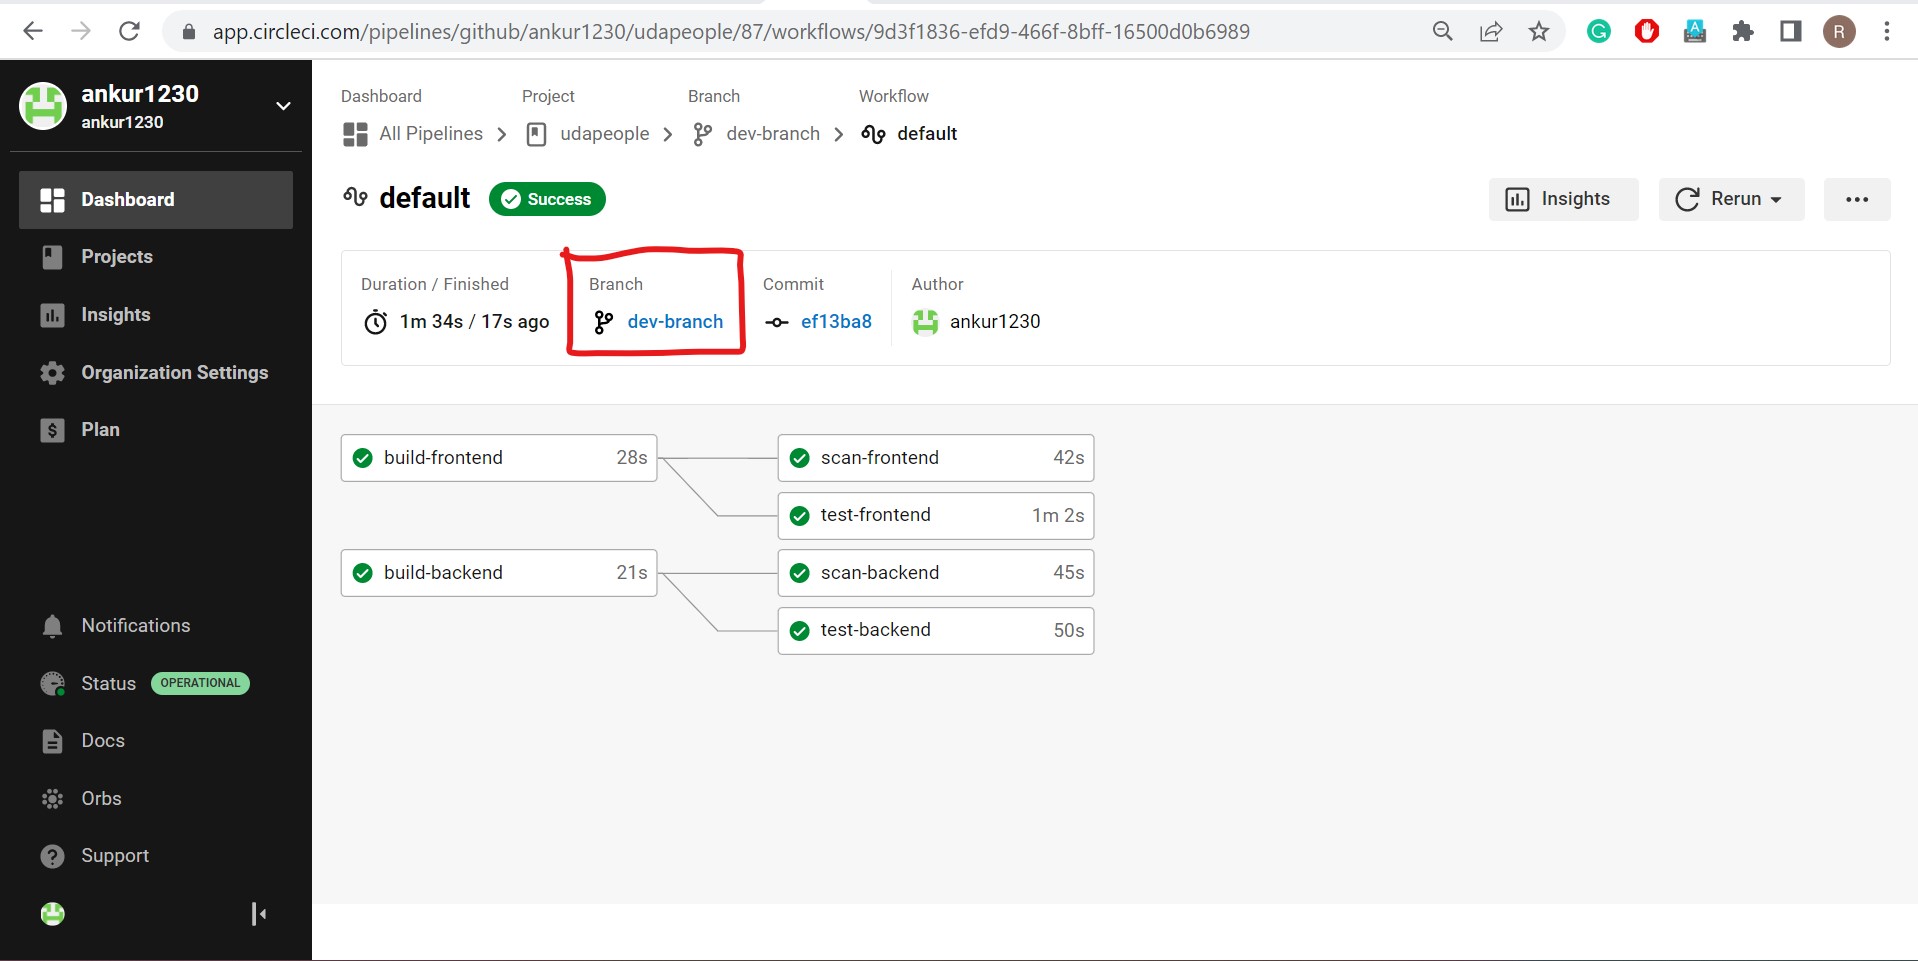 app.circleci.com/pipelines/github/ankur1230/udapeople/87/workflows/9d3f1836-efd9-466f-8bff-16500d0b6989
R
ankur1230
ankur1230
Dashboard
Projects
Insights
Organization Settings
Plan
Notifications
Status OPERATIONAL
Docs
Orbs
Support
Dashboard Project Branch Workflow
All Pipelines udapeople dev-branch default
default Success
Insights Rerun
Duration / Finished Branch Commit Author
1m 34s / 17s ago dev-branch ef13ba8 ankur1230
build-frontend 28s scan-frontend 42s
test-frontend 1m 2s
build-backend 21s scan-backend 45s
test-backend 50s